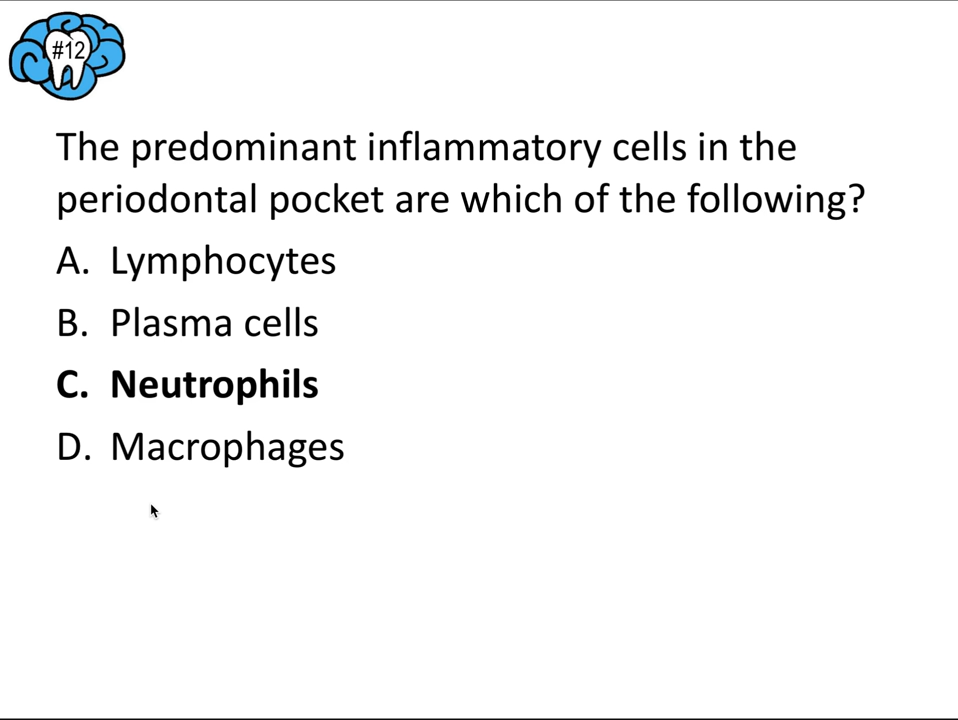 #12
The predominant inflammatory cells in the
periodontal pocket are which of the following?
A. Lymphocytes
B. Plasma cells
C. Neutrophils
D. Macrophages